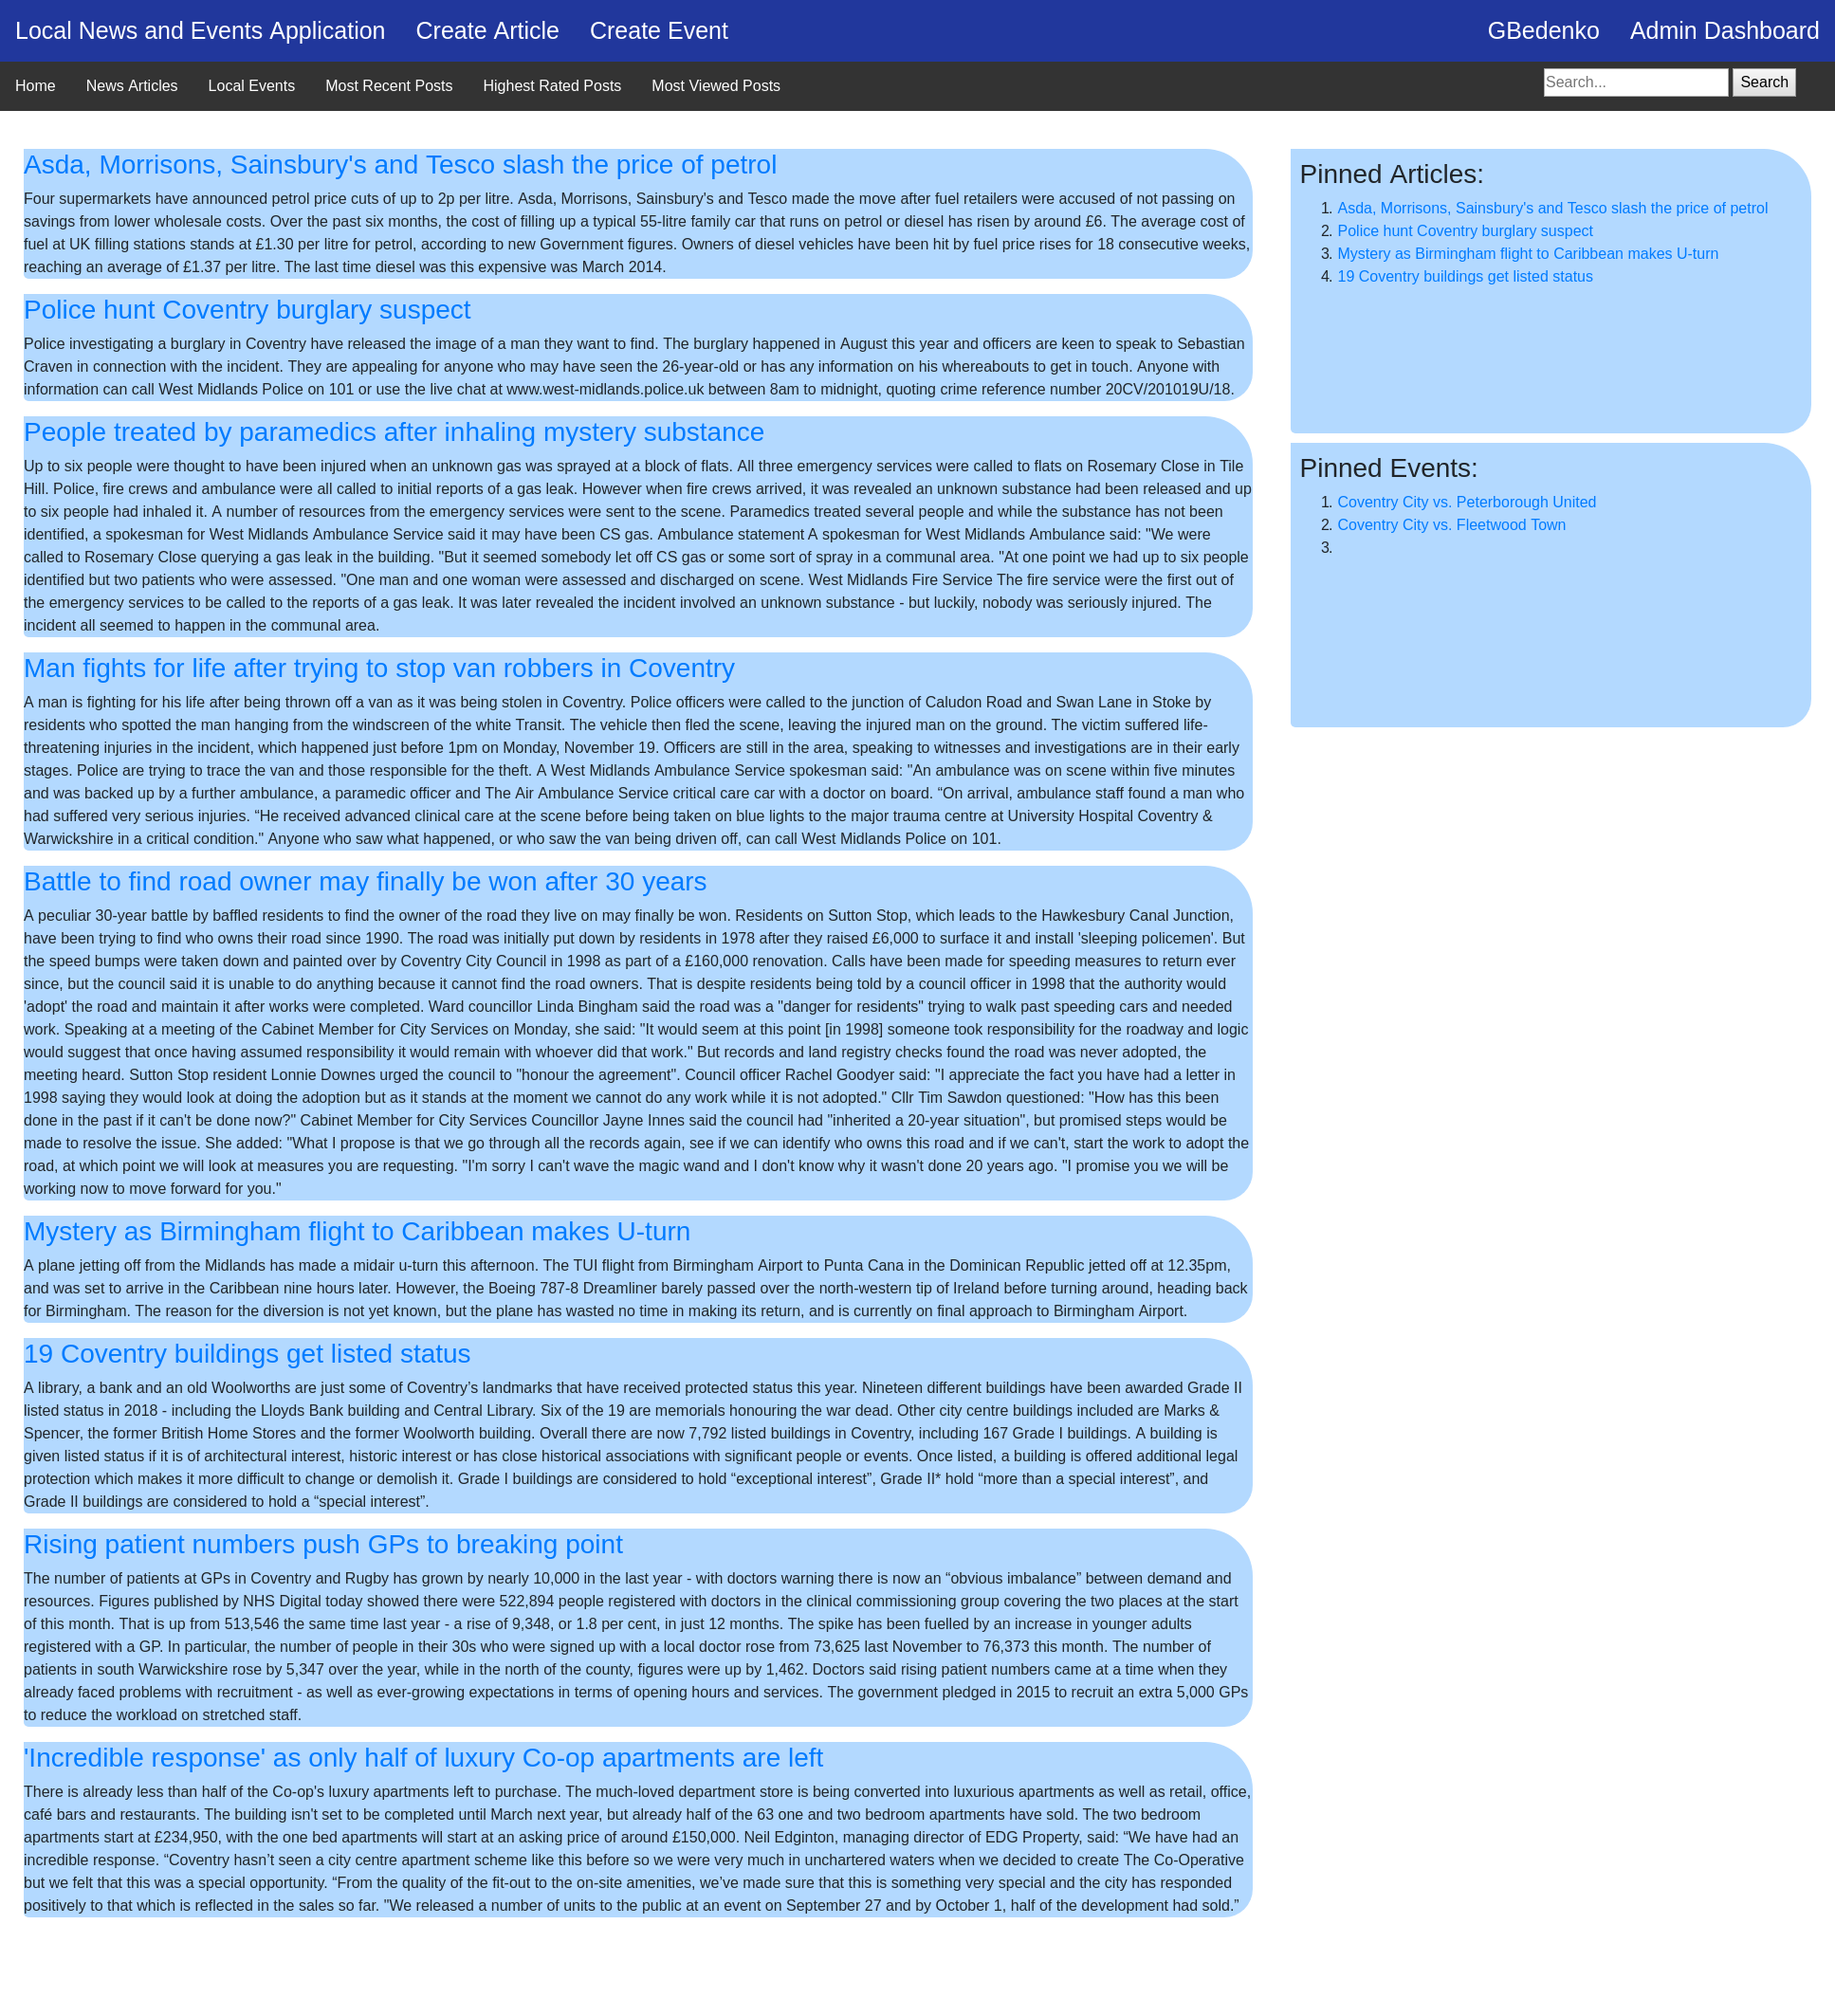 Local News and Events Application Create Article Create Event GBedenko Admin Dashboard
Home News Articles Local Events Most Recent Posts Highest Rated Posts Most Viewed Posts Search... Search
Asda, Morrisons, Sainsbury's and Tesco slash the price of petrol
Four supermarkets have announced petrol price cuts of up to 2p per litre. Asda, Morrisons, Sainsbury's and Tesco made the move after fuel retailers were accused of not passing on
savings from lower wholesale costs. Over the past six months, the cost of filling up a typical 55-litre family car that runs on petrol or diesel has risen by around £6. The average cost of
fuel at UK filling stations stands at £1.30 per litre for petrol, according to new Government figures. Owners of diesel vehicles have been hit by fuel price rises for 18 consecutive weeks,
reaching an average of £1.37 per litre. The last time diesel was this expensive was March 2014.
Police hunt Coventry burglary suspect
Police investigating a burglary in Coventry have released the image of a man they want to find. The burglary happened in August this year and officers are keen to speak to Sebastian
Craven in connection with the incident. They are appealing for anyone who may have seen the 26-year-old or has any information on his whereabouts to get in touch. Anyone with
information can call West Midlands Police on 101 or use the live chat at www.west-midlands.police.uk between 8am to midnight, quoting crime reference number 20CV/201019U/18.
People treated by paramedics after inhaling mystery substance
Up to six people were thought to have been injured when an unknown gas was sprayed at a block of flats. All three emergency services were called to flats on Rosemary Close in Tile
Hill. Police, fire crews and ambulance were all called to initial reports of a gas leak. However when fire crews arrived, it was revealed an unknown substance had been released and up
to six people had inhaled it. A number of resources from the emergency services were sent to the scene. Paramedics treated several people and while the substance has not been
identified, a spokesman for West Midlands Ambulance Service said it may have been CS gas. Ambulance statement A spokesman for West Midlands Ambulance said: "We were
called to Rosemary Close querying a gas leak in the building. "But it seemed somebody let off CS gas or some sort of spray in a communal area. "At one point we had up to six people
identified but two patients who were assessed. "One man and one woman were assessed and discharged on scene. West Midlands Fire Service The fire service were the first out of
the emergency services to be called to the reports of a gas leak. It was later revealed the incident involved an unknown substance - but luckily, nobody was seriously injured. The
incident all seemed to happen in the communal area.
Man fights for life after trying to stop van robbers in Coventry
A man is fighting for his life after being thrown off a van as it was being stolen in Coventry. Police officers were called to the junction of Caludon Road and Swan Lane in Stoke by
residents who spotted the man hanging from the windscreen of the white Transit. The vehicle then fled the scene, leaving the injured man on the ground. The victim suffered life-
threatening injuries in the incident, which happened just before 1pm on Monday, November 19. Officers are still in the area, speaking to witnesses and investigations are in their early
stages. Police are trying to trace the van and those responsible for the theft. A West Midlands Ambulance Service spokesman said: "An ambulance was on scene within five minutes
and was backed up by a further ambulance, a paramedic officer and The Air Ambulance Service critical care car with a doctor on board. “On arrival, ambulance staff found a man who
had suffered very serious injuries. “He received advanced clinical care at the scene before being taken on blue lights to the major trauma centre at University Hospital Coventry &
Warwickshire in a critical condition." Anyone who saw what happened, or who saw the van being driven off, can call West Midlands Police on 101.
Battle to find road owner may finally be won after 30 years
A peculiar 30-year battle by baffled residents to find the owner of the road they live on may finally be won. Residents on Sutton Stop, which leads to the Hawkesbury Canal Junction,
have been trying to find who owns their road since 1990. The road was initially put down by residents in 1978 after they raised £6,000 to surface it and install 'sleeping policemen'. But
the speed bumps were taken down and painted over by Coventry City Council in 1998 as part of a £160,000 renovation. Calls have been made for speeding measures to return ever
since, but the council said it is unable to do anything because it cannot find the road owners. That is despite residents being told by a council officer in 1998 that the authority would
'adopt' the road and maintain it after works were completed. Ward councillor Linda Bingham said the road was a "danger for residents" trying to walk past speeding cars and needed
work. Speaking at a meeting of the Cabinet Member for City Services on Monday, she said: "It would seem at this point [in 1998] someone took responsibility for the roadway and logic
would suggest that once having assumed responsibility it would remain with whoever did that work." But records and land registry checks found the road was never adopted, the
meeting heard. Sutton Stop resident Lonnie Downes urged the council to "honour the agreement". Council officer Rachel Goodyer said: "I appreciate the fact you have had a letter in
1998 saying they would look at doing the adoption but as it stands at the moment we cannot do any work while it is not adopted." Cllr Tim Sawdon questioned: "How has this been
done in the past if it can't be done now?" Cabinet Member for City Services Councillor Jayne Innes said the council had "inherited a 20-year situation", but promised steps would be
made to resolve the issue. She added: "What I propose is that we go through all the records again, see if we can identify who owns this road and if we can't, start the work to adopt the
road, at which point we will look at measures you are requesting. "I'm sorry I can't wave the magic wand and I don't know why it wasn't done 20 years ago. "I promise you we will be
working now to move forward for you."
Mystery as Birmingham flight to Caribbean makes U-turn
A plane jetting off from the Midlands has made a midair u-turn this afternoon. The TUI flight from Birmingham Airport to Punta Cana in the Dominican Republic jetted off at 12.35pm,
and was set to arrive in the Caribbean nine hours later. However, the Boeing 787-8 Dreamliner barely passed over the north-western tip of Ireland before turning around, heading back
for Birmingham. The reason for the diversion is not yet known, but the plane has wasted no time in making its return, and is currently on final approach to Birmingham Airport.
19 Coventry buildings get listed status
A library, a bank and an old Woolworths are just some of Coventry’s landmarks that have received protected status this year. Nineteen different buildings have been awarded Grade II
listed status in 2018 - including the Lloyds Bank building and Central Library. Six of the 19 are memorials honouring the war dead. Other city centre buildings included are Marks &
Spencer, the former British Home Stores and the former Woolworth building. Overall there are now 7,792 listed buildings in Coventry, including 167 Grade I buildings. A building is
given listed status if it is of architectural interest, historic interest or has close historical associations with significant people or events. Once listed, a building is offered additional legal
protection which makes it more difficult to change or demolish it. Grade I buildings are considered to hold “exceptional interest”, Grade II* hold “more than a special interest”, and
Grade II buildings are considered to hold a “special interest”.
Rising patient numbers push GPs to breaking point
The number of patients at GPs in Coventry and Rugby has grown by nearly 10,000 in the last year - with doctors warning there is now an “obvious imbalance” between demand and
resources. Figures published by NHS Digital today showed there were 522,894 people registered with doctors in the clinical commissioning group covering the two places at the start
of this month. That is up from 513,546 the same time last year - a rise of 9,348, or 1.8 per cent, in just 12 months. The spike has been fuelled by an increase in younger adults
registered with a GP. In particular, the number of people in their 30s who were signed up with a local doctor rose from 73,625 last November to 76,373 this month. The number of
patients in south Warwickshire rose by 5,347 over the year, while in the north of the county, figures were up by 1,462. Doctors said rising patient numbers came at a time when they
already faced problems with recruitment - as well as ever-growing expectations in terms of opening hours and services. The government pledged in 2015 to recruit an extra 5,000 GPs
to reduce the workload on stretched staff.
'Incredible response' as only half of luxury Co-op apartments are left
There is already less than half of the Co-op's luxury apartments left to purchase. The much-loved department store is being converted into luxurious apartments as well as retail, office,
café bars and restaurants. The building isn't set to be completed until March next year, but already half of the 63 one and two bedroom apartments have sold. The two bedroom
apartments start at £234,950, with the one bed apartments will start at an asking price of around £150,000. Neil Edginton, managing director of EDG Property, said: “We have had an
incredible response. “Coventry hasn’t seen a city centre apartment scheme like this before so we were very much in unchartered waters when we decided to create The Co-Operative
but we felt that this was a special opportunity. “From the quality of the fit-out to the on-site amenities, we’ve made sure that this is something very special and the city has responded
positively to that which is reflected in the sales so far. "We released a number of units to the public at an event on September 27 and by October 1, half of the development had sold.”
Pinned Articles:
1. Asda, Morrisons, Sainsbury's and Tesco slash the price of petrol
2. Police hunt Coventry burglary suspect
3. Mystery as Birmingham flight to Caribbean makes U-turn
4. 19 Coventry buildings get listed status
Pinned Events:
1. Coventry City vs. Peterborough United
2. Coventry City vs. Fleetwood Town
3.